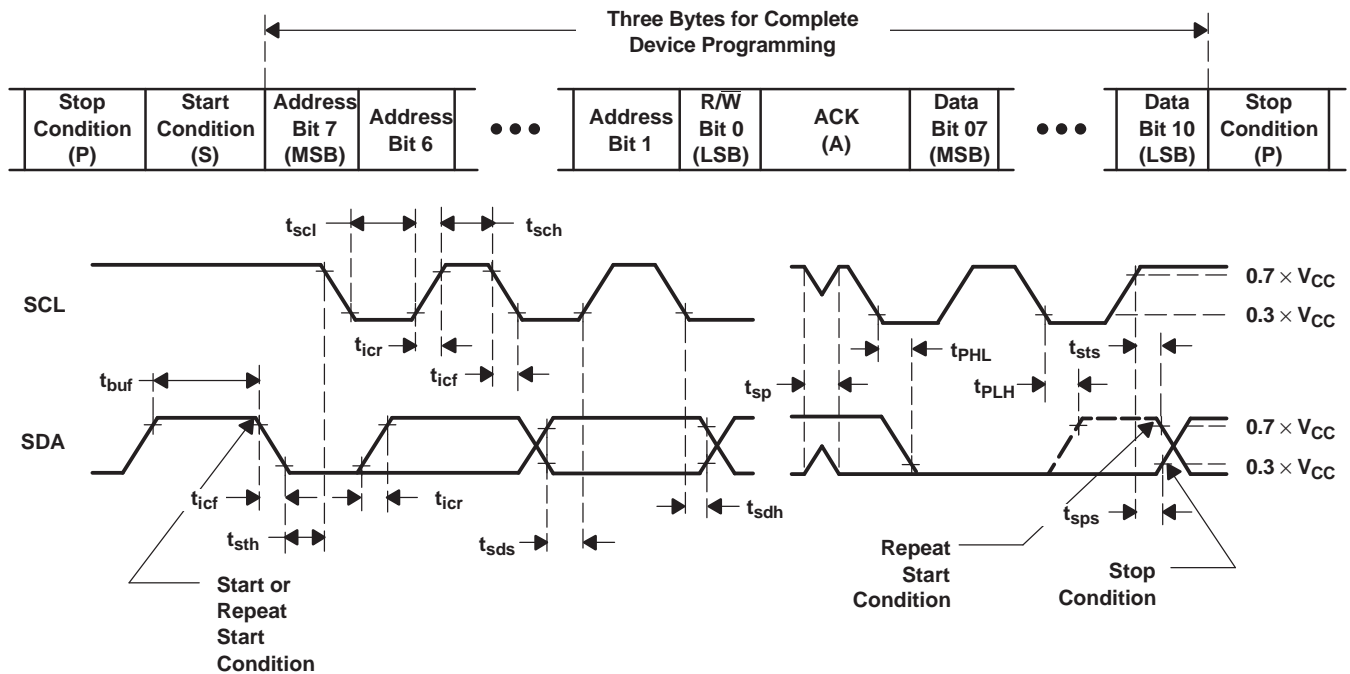 Three Bytes for Complete
Device Programming
Stop
Condition
(P)
Start
Condition
(S)
Address
Bit 7
(MSB)
Address
Bit 6
•••
Address
Bit 1
R/W̅
Bit 0
(LSB)
ACK
(A)
Data
Bit 07
(MSB)
•••
Data
Bit 10
(LSB)
Stop
Condition
(P)
tscl
tsch
SCL
0.7 × VCC
0.3 × VCC
ticr
tPHL
tsts
tbuf
ticf
tsp
tPLH
SDA
0.7 × VCC
0.3 × VCC
ticf
ticr
tsdh
tsth
tsds
tsps
Repeat
Start
Condition
Stop
Condition
Start or
Repeat
Start
Condition